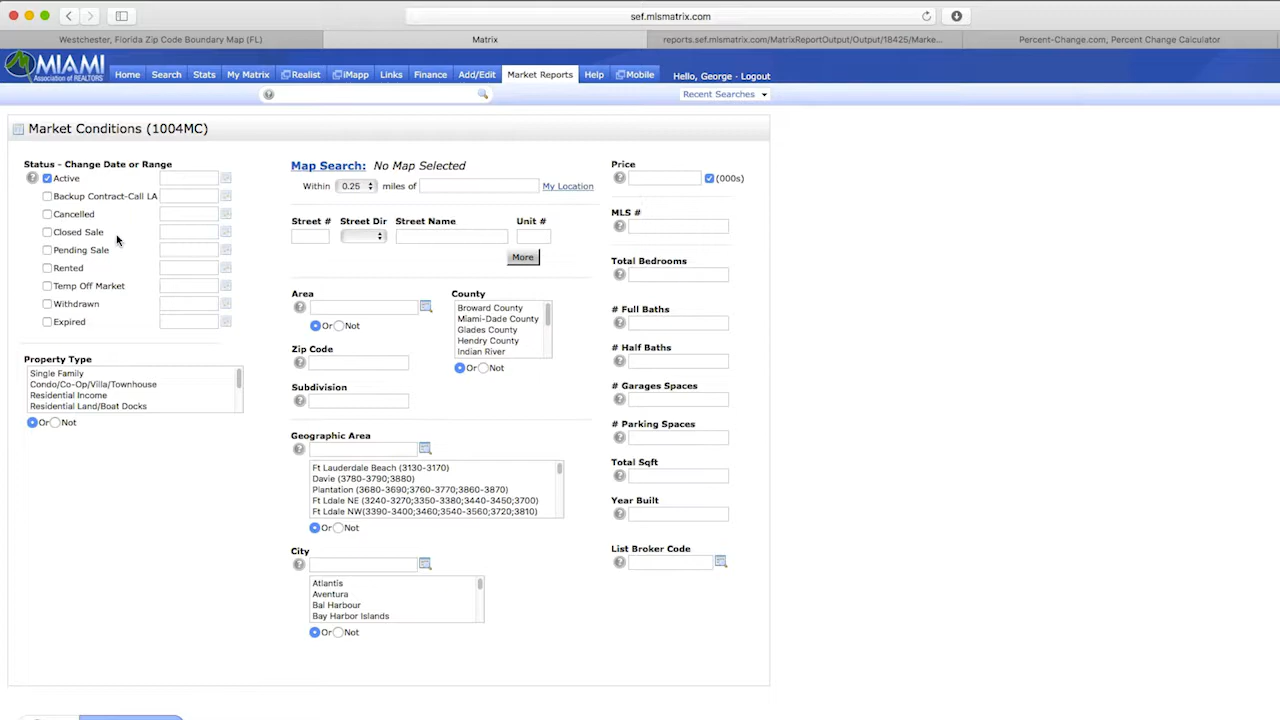 sef.mlsmatrix.com
Westchester, Florida Zip Code Boundary Map (FL)
Matrix
reports.sef.mlsmatrix.com/MatrixReportOutput/Output/18425/Marke...
Percent-Change.com, Percent Change Calculator
MIAMI
Association of REALTORS
Home
Search
Stats
My Matrix
Realist
iMapp
Links
Finance
Add/Edit
Market Reports
Help
Mobile
Hello, George · Logout
Recent Searches
Market Conditions (1004MC)
Status - Change Date or Range
Active
Backup Contract-Call LA
Cancelled
Closed Sale
Pending Sale
Rented
Temp Off Market
Withdrawn
Expired
Property Type
Single Family
Condo/Co-Op/Villa/Townhouse
Residential Income
Residential Land/Boat Docks
Or Not
Map Search: No Map Selected
Within 0.25 miles of
My Location
Street #
Street Dir
Street Name
Unit #
More
Area
Or Not
Zip Code
Subdivision
County
Broward County
Miami-Dade County
Glades County
Hendry County
Indian River
Or Not
Geographic Area
Ft Lauderdale Beach (3130-3170)
Davie (3780-3790;3880)
Plantation (3680-3690;3760-3770;3860-3870)
Ft Ldale NE (3240-3270;3350-3380;3440-3450;3700)
Ft Ldale NW(3390-3400;3460;3540-3560;3720;3810)
Or Not
City
Atlantis
Aventura
Bal Harbour
Bay Harbor Islands
Or Not
Price
(000s)
MLS #
Total Bedrooms
# Full Baths
# Half Baths
# Garages Spaces
# Parking Spaces
Total Sqft
Year Built
List Broker Code